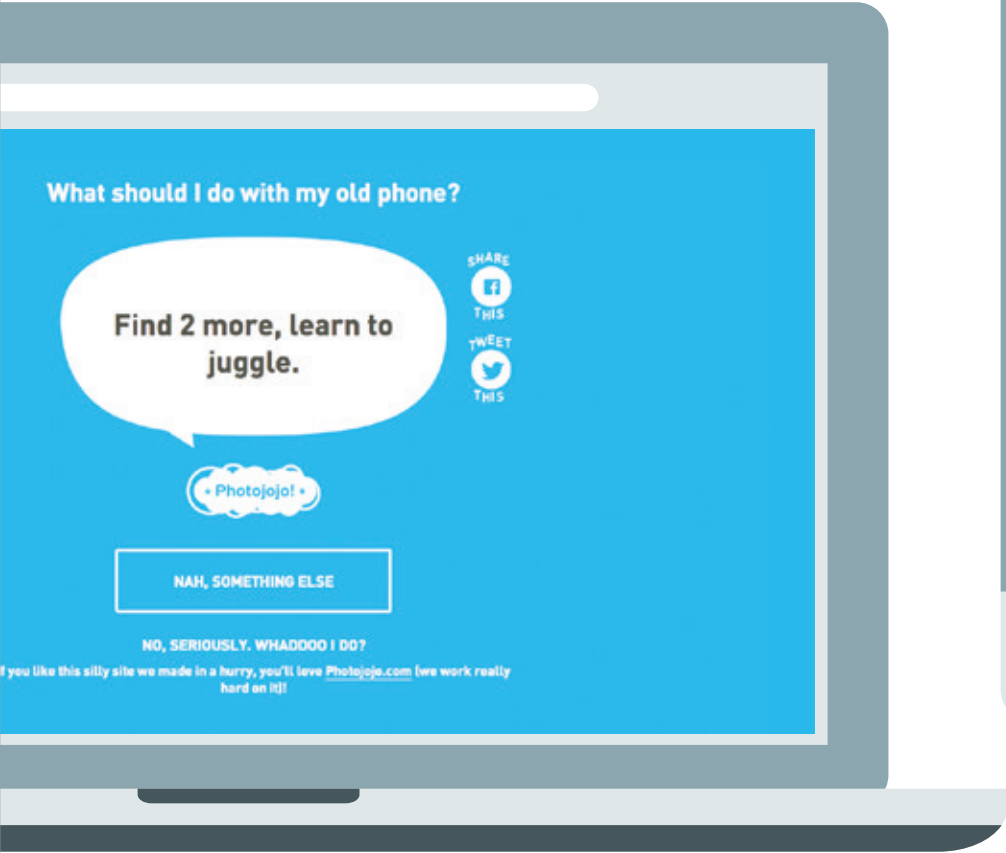 What should I do with my old phone?
Find 2 more, learn to
juggle.
SHARE
THIS
TWEET
THIS
• Photojojo! •
NAH, SOMETHING ELSE
NO, SERIOUSLY. WHADDOO I DO?
f you like this silly site we made in a hurry, you'll love Photojojo.com (we work really
hard on it)!